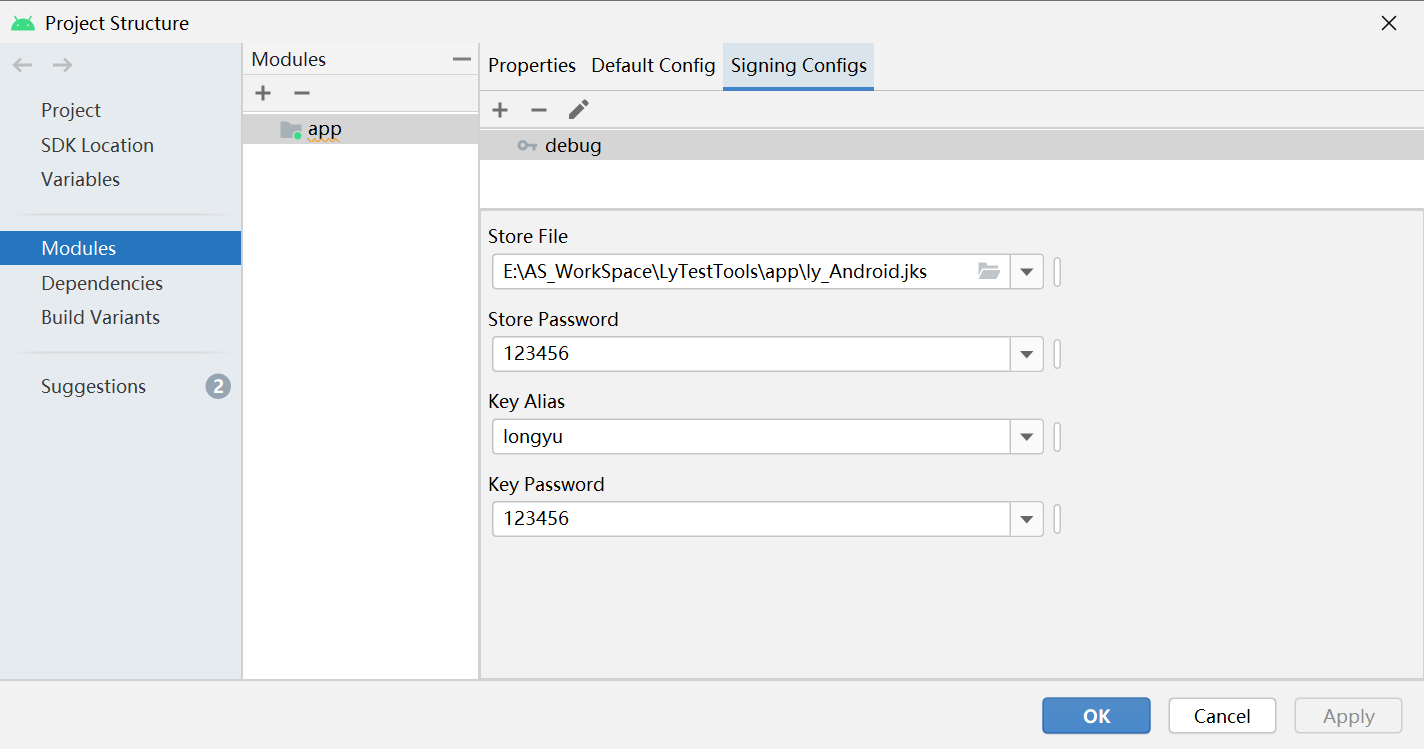 Project Structure
Project
SDK Location
Variables
Modules
Dependencies
Build Variants
Suggestions
2
Modules
app
Properties
Default Config
Signing Configs
debug
Store File
E:\AS_WorkSpace\LyTestTools\app\ly_Android.jks
Store Password
123456
Key Alias
longyu
Key Password
123456
OK
Cancel
Apply